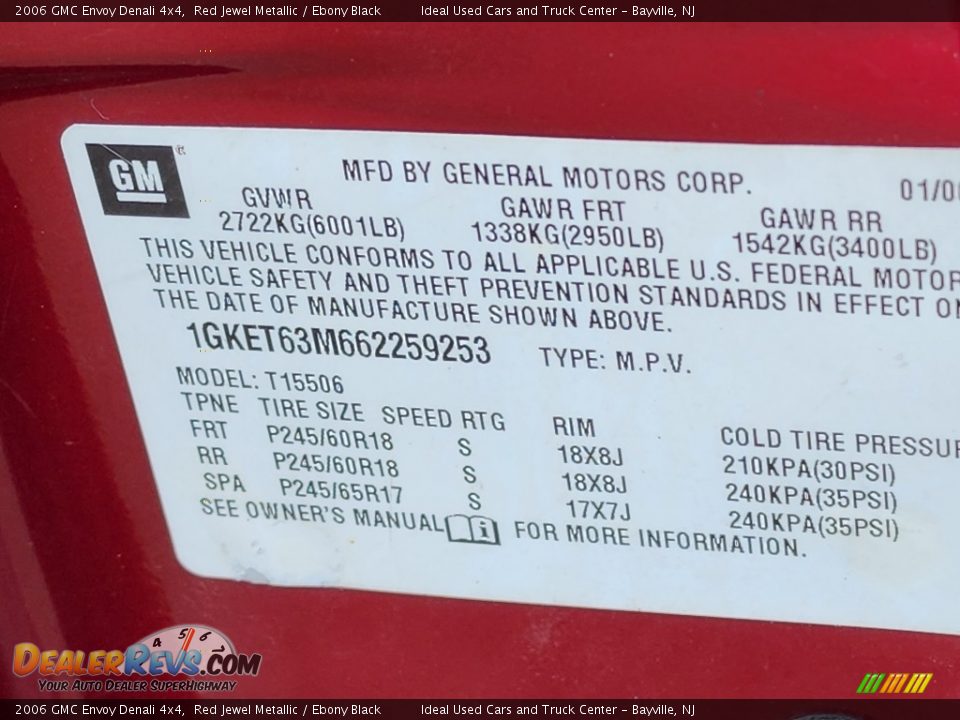 2006 GMC Envoy Denali 4x4, Red Jewel Metallic / Ebony Black Ideal Used Cars and Truck Center – Bayville, NJ
GM
MFD BY GENERAL MOTORS CORP. 01/0
GVWR GAWR FRT GAWR RR
2722KG(6001LB) 1338KG(2950LB) 1542KG(3400LB)
THIS VEHICLE CONFORMS TO ALL APPLICABLE U.S. FEDERAL MOTOR
VEHICLE SAFETY AND THEFT PREVENTION STANDARDS IN EFFECT ON
THE DATE OF MANUFACTURE SHOWN ABOVE.
1GKET63M662259253 TYPE: M.P.V.
MODEL: T15506
TPNE TIRE SIZE SPEED RTG RIM COLD TIRE PRESSUR
FRT P245/60R18 S 18X8J 210KPA(30PSI)
RR P245/60R18 S 18X8J 240KPA(35PSI)
SPA P245/65R17 S 17X7J 240KPA(35PSI)
SEE OWNER'S MANUAL i FOR MORE INFORMATION.
4 5 6 7
DealerRevs.com
Your Auto Dealer SuperHighway
2006 GMC Envoy Denali 4x4, Red Jewel Metallic / Ebony Black Ideal Used Cars and Truck Center – Bayville, NJ